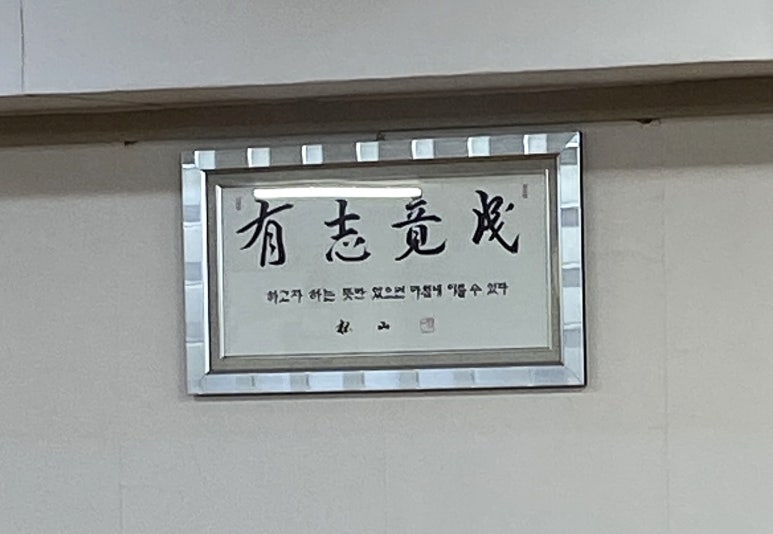 有志竟成
하고자 하는 뜻만 있으면 마침내 이룰 수 있다
山